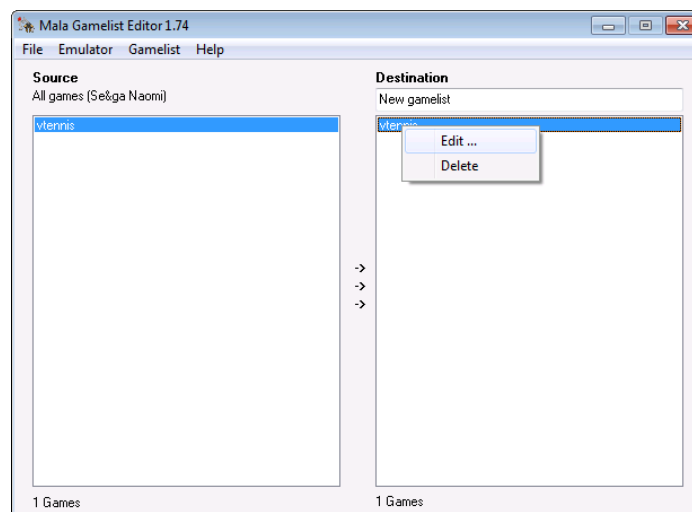 Mala Gamelist Editor 1.74
File Emulator Gamelist Help
Source
All games (Se&ga Naomi)
vtennis
1 Games
->
->
->
Destination
New gamelist
vtennis
Edit ...
Delete
1 Games